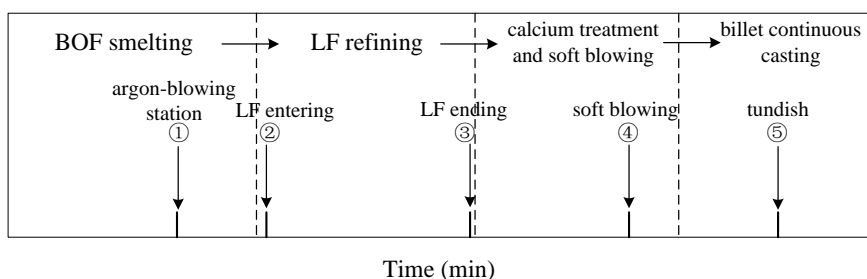 BOF smelting
LF refining
calcium treatment
and soft blowing
billet continuous
casting
argon-blowing
station
①
LF entering
②
LF ending
③
soft blowing
④
tundish
⑤
Time (min)